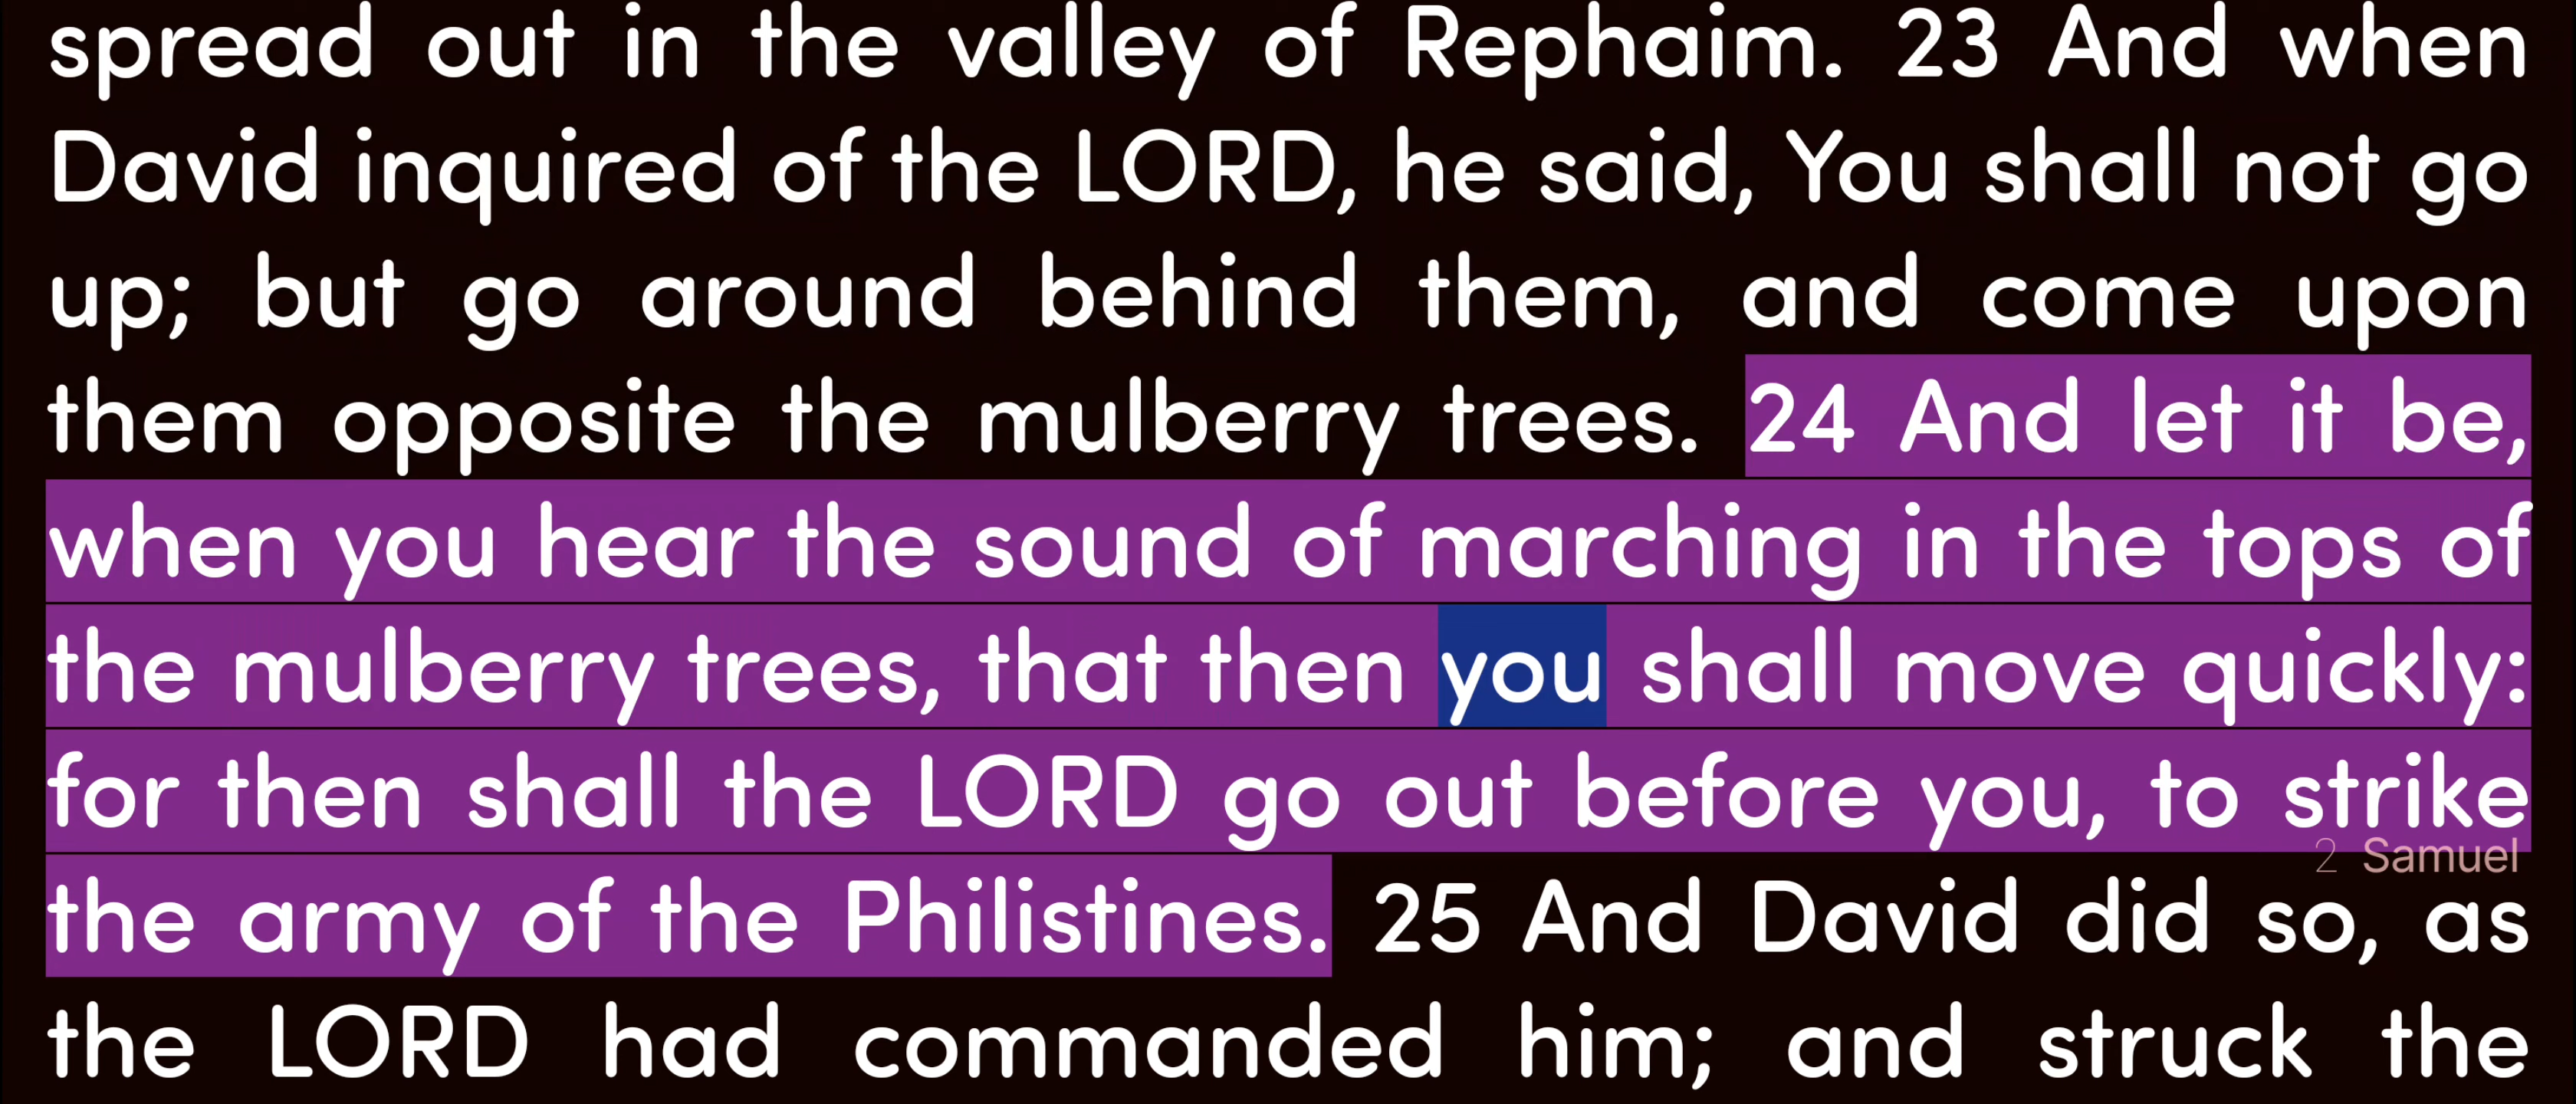 spread out in the valley of Rephaim. 23 And when
David inquired of the LORD, he said, You shall not go
up; but go around behind them, and come upon
them opposite the mulberry trees. 24 And let it be,
when you hear the sound of marching in the tops of
the mulberry trees, that then you shall move quickly:
for then shall the LORD go out before you, to strike
2 Samuel
the army of the Philistines. 25 And David did so, as
the LORD had commanded him; and struck the